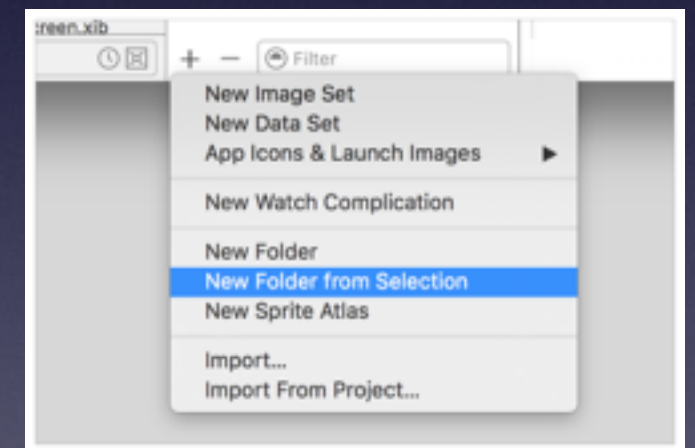 reen.xib
+ − Filter
New Image Set
New Data Set
App Icons & Launch Images
New Watch Complication
New Folder
New Folder from Selection
New Sprite Atlas
Import...
Import From Project...